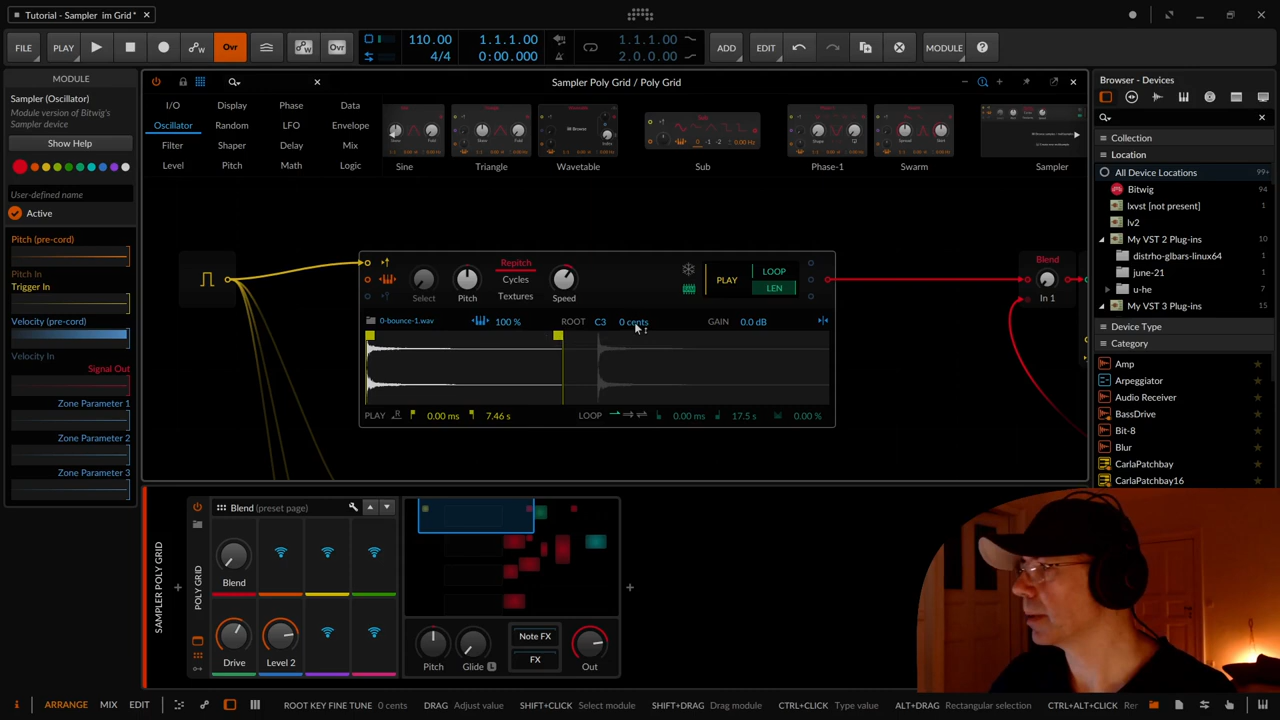 Tutorial - Sampler im Grid *
FILE
PLAY
Ovr
110.00
4/4
1.1.1.00
0:00.000
1.1.1.00
2.0.0.00
ADD
EDIT
MODULE
MODULE
Sampler (Oscillator)
Module version of Bitwig's
Sampler device
Show Help
User-defined name
Active
Pitch (pre-cord)
Pitch In
Trigger In
Velocity (pre-cord)
Velocity In
Signal Out
Zone Parameter 1
Zone Parameter 2
Zone Parameter 3
Sampler Poly Grid / Poly Grid
I/O
Display
Phase
Data
Oscillator
Random
LFO
Envelope
Filter
Shaper
Delay
Mix
Level
Pitch
Math
Logic
Sine
Triangle
Wavetable
Sub
Phase-1
Swarm
Sampler
Select
Pitch
Repitch
Cycles
Textures
Speed
PLAY
LOOP
LEN
Blend
In 1
0-bounce-1.wav
100 %
ROOT
C3
0 cents
GAIN
0.0 dB
PLAY
0.00 ms
7.46 s
LOOP
0.00 ms
17.5 s
0.00 %
Browser - Devices
Collection
Location
All Device Locations
99+
Bitwig
94
lxvst [not present]
1
lv2
My VST 2 Plug-ins
10
distrho-glbars-linux64
1
june-21
1
u-he
My VST 3 Plug-ins
10
Device Type
Category
Amp
Arpeggiator
Audio Receiver
BassDrive
Bit-8
Blur
CarlaPatchbay
CarlaPatchbay16
SAMPLER POLY GRID
POLY GRID
Blend (preset page)
Blend
Drive
Level 2
Pitch
Glide
L
Note FX
FX
Out
ARRANGE
MIX
EDIT
ROOT KEY FINE TUNE
0 cents
DRAG
Adjust value
SHIFT+CLICK
Select module
SHIFT+DRAG
Drag module
CTRL+CLICK
Type value
ALT+DRAG
Rectangular selection
CTRL+ALT+CLICK